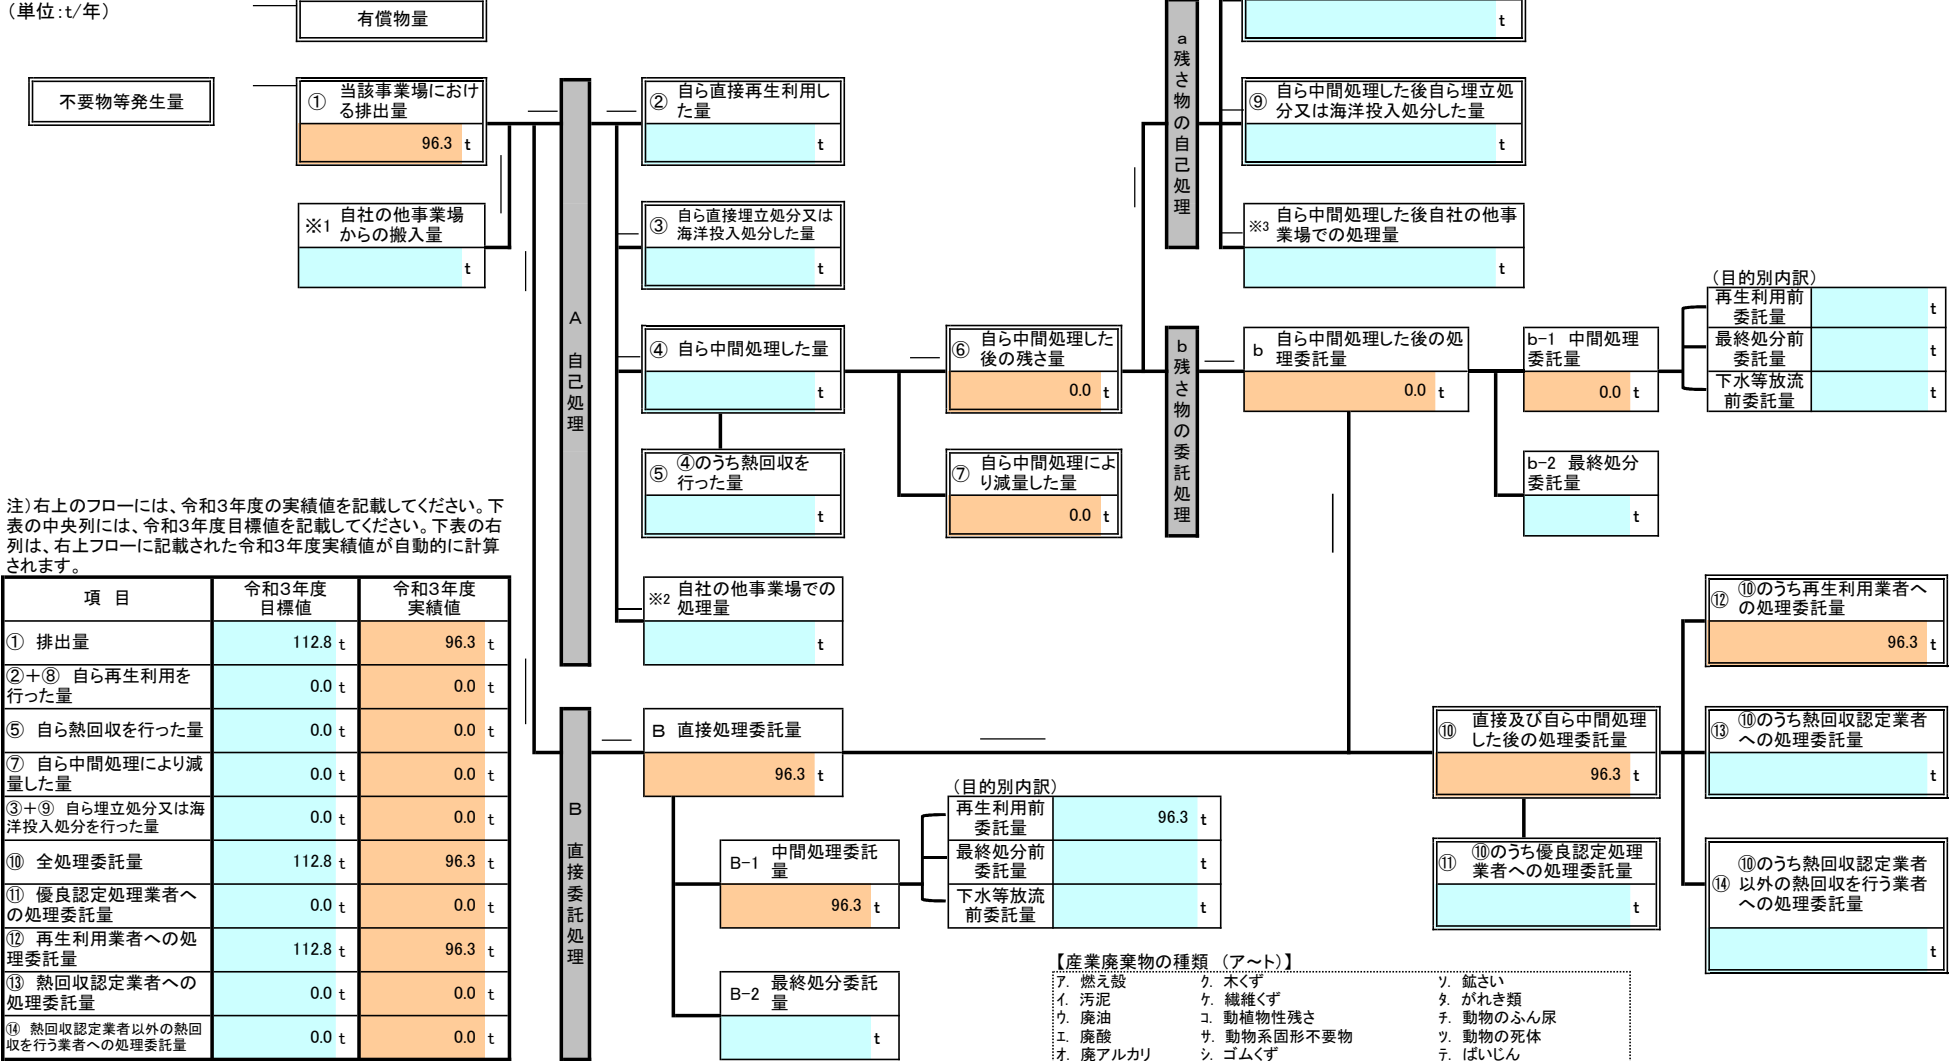 （単位：t/年）
有償物量
t
不要物等発生量
① 当該事業場におけ
る排出量
96.3 t
※1 自社の他事業場
からの搬入量
t
A 自己処理
② 自ら直接再生利用し
た量
t
③ 自ら直接埋立処分又は
海洋投入処分した量
t
④ 自ら中間処理した量
t
⑤ ④のうち熱回収を
行った量
t
※2 自社の他事業場での
処理量
t
⑥ 自ら中間処理した
後の残さ量
0.0 t
⑦ 自ら中間処理によ
り減量した量
0.0 t
a残さ物の自己処理
⑨ 自ら中間処理した後自ら埋立処
分又は海洋投入処分した量
t
※3 自ら中間処理した後自社の他事
業場での処理量
t
b残さ物の委託処理
b 自ら中間処理した後の処
理委託量
0.0 t
b-1 中間処理
委託量
0.0 t
b-2 最終処分
委託量
t
（目的別内訳）
再生利用前
委託量
t
最終処分前
委託量
t
下水等放流
前委託量
t
注）右上のフローには、令和3年度の実績値を記載してください。下
表の中央列には、令和3年度目標値を記載してください。下表の右
列は、右上フローに記載された令和3年度実績値が自動的に計算
されます。
項 目
令和3年度
目標値
令和3年度
実績値
① 排出量
112.8 t
96.3 t
②＋⑧ 自ら再生利用を
行った量
0.0 t
0.0 t
⑤ 自ら熱回収を行った量
0.0 t
0.0 t
⑦ 自ら中間処理により減
量した量
0.0 t
0.0 t
③＋⑨ 自ら埋立処分又は海
洋投入処分を行った量
0.0 t
0.0 t
⑩ 全処理委託量
112.8 t
96.3 t
⑪ 優良認定処理業者へ
の処理委託量
0.0 t
0.0 t
⑫ 再生利用業者への処
理委託量
112.8 t
96.3 t
⑬ 熱回収認定業者への
処理委託量
0.0 t
0.0 t
⑭ 熱回収認定業者以外の熱回
収を行う業者への処理委託量
0.0 t
0.0 t
B 直接委託処理
B 直接処理委託量
96.3 t
B-1 中間処理委託
量
96.3 t
B-2 最終処分委託
量
t
（目的別内訳）
再生利用前
委託量
96.3 t
最終処分前
委託量
t
下水等放流
前委託量
t
⑩ 直接及び自ら中間処理
した後の処理委託量
96.3 t
⑪ ⑩のうち優良認定処理
業者への処理委託量
t
⑫ ⑩のうち再生利用業者へ
の処理委託量
96.3 t
⑬ ⑩のうち熱回収認定業者
への処理委託量
t
⑭ ⑩のうち熱回収認定業者
以外の熱回収を行う業者
への処理委託量
t
【産業廃棄物の種類 （ア～ト）】
ア. 燃え殻 ク. 木くず ソ. 鉱さい
イ. 汚泥 ケ. 繊維くず タ. がれき類
ウ. 廃油 コ. 動植物性残さ チ. 動物のふん尿
エ. 廃酸 サ. 動物系固形不要物 ツ. 動物の死体
オ. 廃アルカリ シ. ゴムくず テ. ばいじん